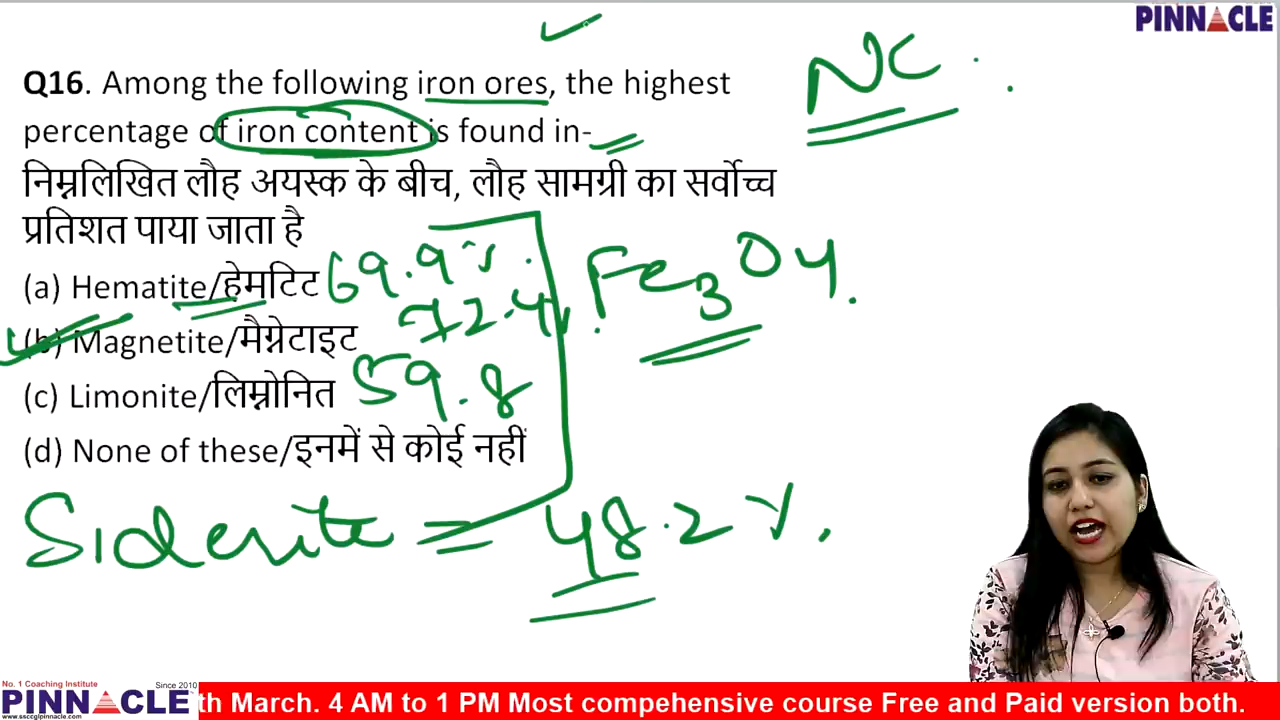 PINNACLE
NC
Q16. Among the following iron ores, the highest
percentage of iron content is found in-
निम्नलिखित लौह अयस्क के बीच, लौह सामग्री का सर्वोच्च
प्रतिशत पाया जाता है
(a) Hematite/हेमटिट 69.9%.
(b) Magnetite/मैग्नेटाइट 72.4%. Fe3O4.
(c) Limonite/लिम्नोनित 59.8
(d) None of these/इनमें से कोई नहीं
Siderite = 48.2%.
No. 1 Coaching Institute Since 2010
PINNACLE
www.ssccglpinnacle.com
th March. 4 AM to 1 PM Most compehensive course Free and Paid version both.